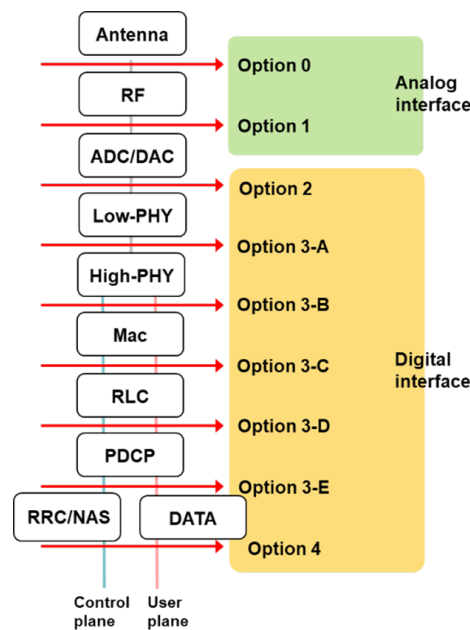 Antenna
Option 0
RF
Analog
interface
Option 1
ADC/DAC
Option 2
Low-PHY
Option 3-A
High-PHY
Option 3-B
Mac
Digital
interface
Option 3-C
RLC
Option 3-D
PDCP
Option 3-E
RRC/NAS
DATA
Option 4
Control
plane
User
plane